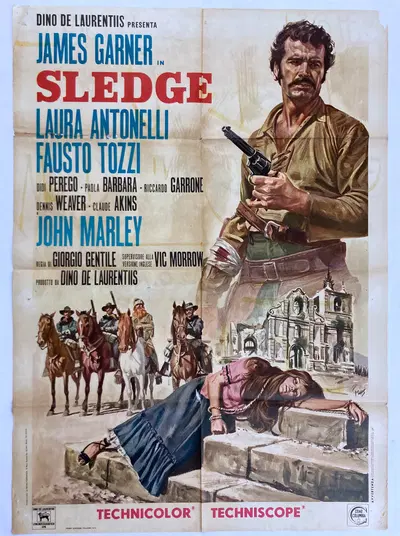 DINO DE LAURENTIIS PRESENTA
JAMES GARNER IN
SLEDGE
LAURA ANTONELLI
FAUSTO TOZZI
DIDI PEREGO - PAOLA BARBARA - RICCARDO GARRONE
DENNIS WEAVER - CLAUDE AKINS
JOHN MARLEY
REGIA DI GIORGIO GENTILE SUPERVISORE ALLA VERSIONE INGLESE VIC MORROW
PRODOTTO DA DINO DE LAURENTIIS
TECHNICOLOR® TECHNISCOPE®